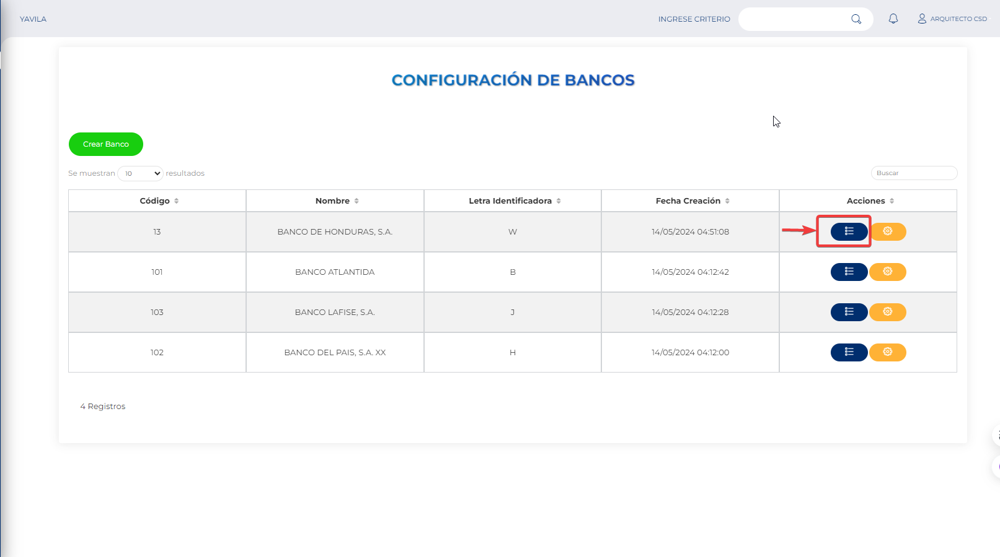 YAVILA
INGRESE CRITERIO
ARQUITECTO CSD
CONFIGURACIÓN DE BANCOS
Crear Banco
Se muestran 10 resultados
Buscar
Código Nombre Letra Identificadora Fecha Creación Acciones
13 BANCO DE HONDURAS, S.A. W 14/05/2024 04:51:08
101 BANCO ATLANTIDA B 14/05/2024 04:12:42
103 BANCO LAFISE, S.A. J 14/05/2024 04:12:28
102 BANCO DEL PAIS, S.A. XX H 14/05/2024 04:12:00
4 Registros